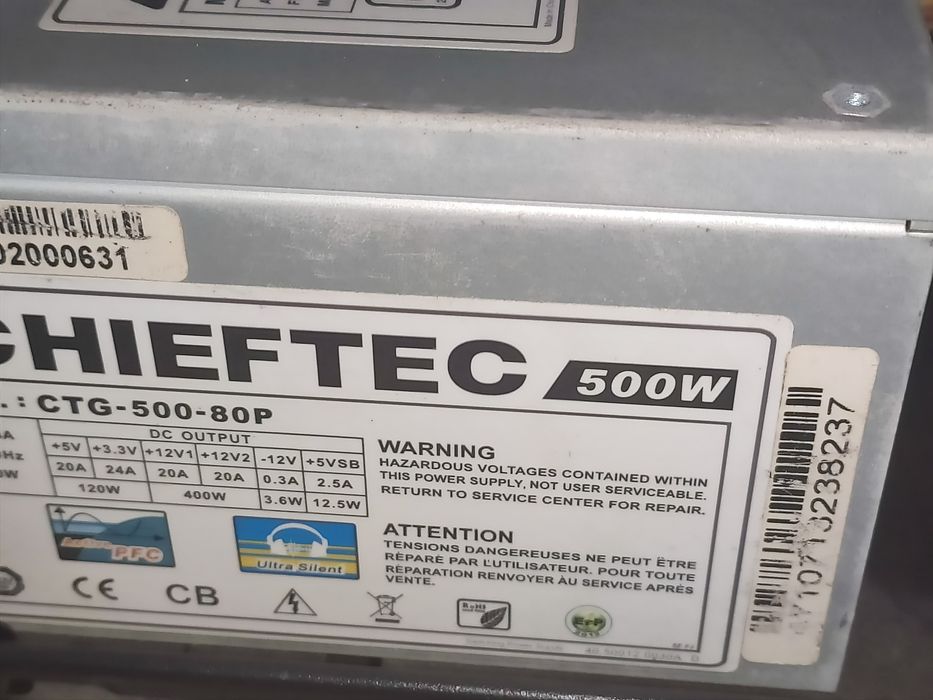 02000631
CHIEFTEC 500W
.: CTG-500-80P
DC OUTPUT
+5V +3.3V +12V1 +12V2 -12V +5VSB
20A 24A 20A 20A 0.3A 2.5A
120W 400W 3.6W 12.5W
WARNING
HAZARDOUS VOLTAGES CONTAINED WITHIN
THIS POWER SUPPLY, NOT USER SERVICEABLE.
RETURN TO SERVICE CENTER FOR REPAIR.
ATTENTION
TENSIONS DANGEREUSES NE PEUT ÊTRE
RÉPARÉ PAR L'UTILISATEUR. POUR TOUTE
RÉPARATION RENVOYER AU SERVICE APRÈS
VENTE.
Active PFC
Ultra Silent
CE CB
RoHS
ErP
2013